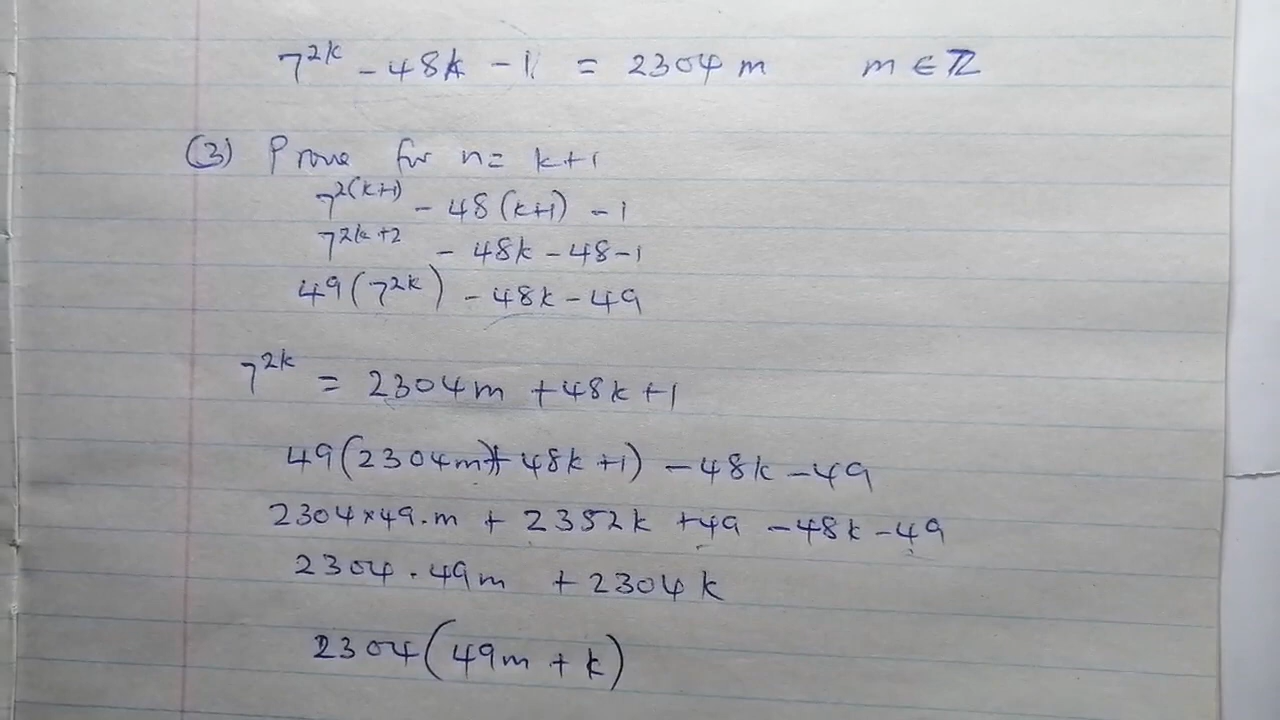 7^{2k} - 48k - 1 = 2304m m ∈ ℤ
(3) Prove for n = k+1
7^{2(k+1)} - 48(k+1) - 1
7^{2k+2} - 48k - 48 - 1
49(7^{2k}) - 48k - 49
7^{2k} = 2304m + 48k + 1
49(2304m + 48k + 1) - 48k - 49
2304×49.m + 2352k + 49 - 48k - 49
2304 . 49m + 2304k
2304(49m + k)